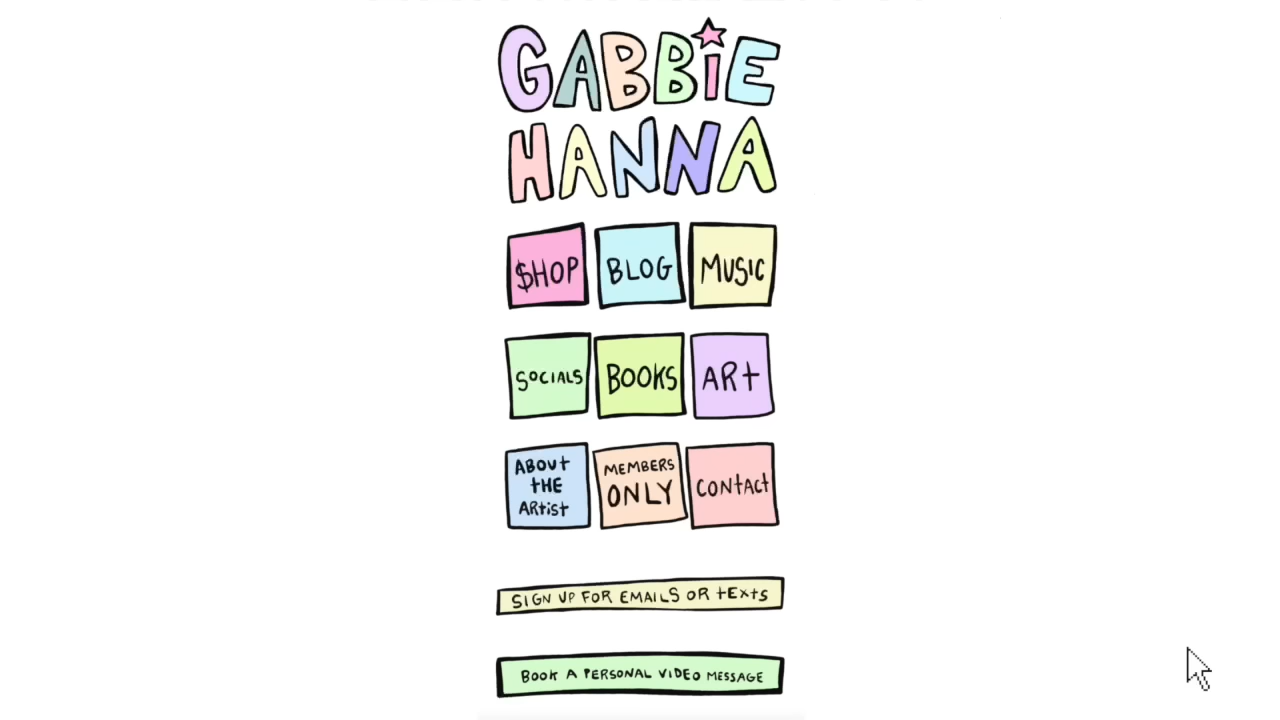 GABBIE
HANNA
$HOP BLOG MUSIC
SOCIALS BOOKS ART
ABOUT
THE
ARTIST
MEMBERS
ONLY
CONTACT
SIGN UP FOR EMAILS OR TEXTS
BOOK A PERSONAL VIDEO MESSAGE